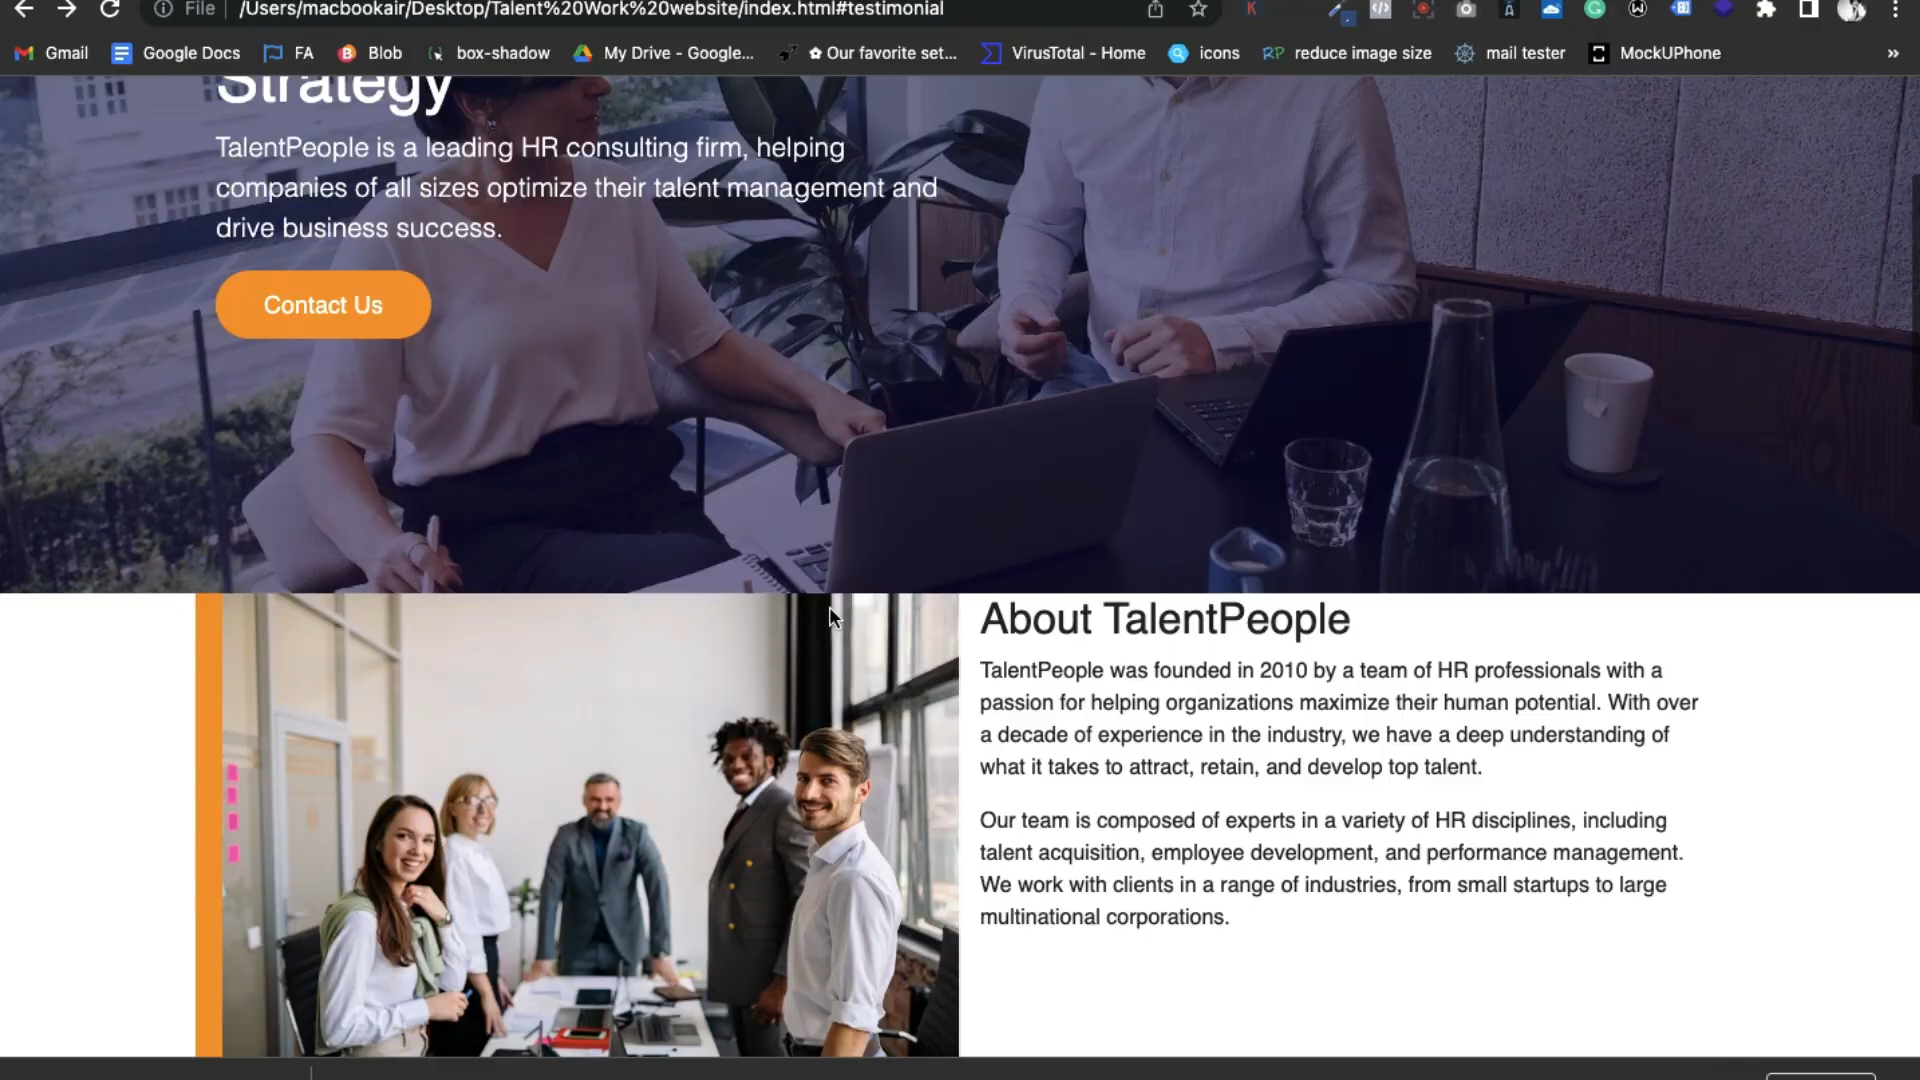 File
/Users/macbookair/Desktop/Talent%20Work%20website/index.html#testimonial
Gmail
Google Docs
FA
Blob
box-shadow
My Drive - Google...
✿ Our favorite set...
VirusTotal - Home
icons
RP reduce image size
mail tester
MockUPhone
»
Strategy
TalentPeople is a leading HR consulting firm, helping
companies of all sizes optimize their talent management and
drive business success.
Contact Us
About TalentPeople
TalentPeople was founded in 2010 by a team of HR professionals with a
passion for helping organizations maximize their human potential. With over
a decade of experience in the industry, we have a deep understanding of
what it takes to attract, retain, and develop top talent.
Our team is composed of experts in a variety of HR disciplines, including
talent acquisition, employee development, and performance management.
We work with clients in a range of industries, from small startups to large
multinational corporations.